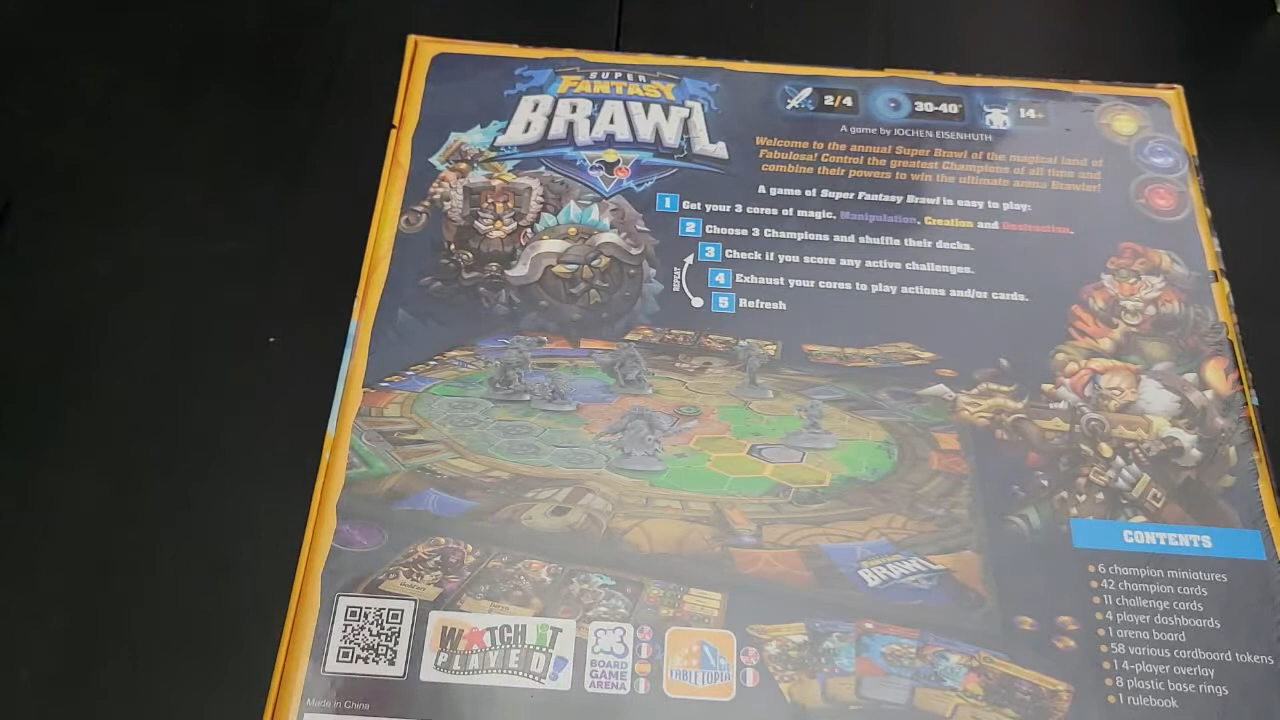 SUPER
FANTASY
BRAWL
2/4
30-40'
14+
A game by JOCHEN EISENHUTH
Welcome to the annual Super Brawl of the magical land of
Fabulosa! Control the greatest Champions of all time and
combine their powers to win the ultimate arena Brawler!
A game of Super Fantasy Brawl is easy to play:
1 Get your 3 cores of magic, Manipulation, Creation and Destruction.
2 Choose 3 Champions and shuffle their decks.
3 Check if you score any active challenges.
4 Exhaust your cores to play actions and/or cards.
5 Refresh
REPEAT
FANTASY
BRAWL
CONTENTS
6 champion miniatures
42 champion cards
11 challenge cards
4 player dashboards
1 arena board
58 various cardboard tokens
1 4-player overlay
8 plastic base rings
1 rulebook
WATCH IT
PLAYED!
BOARD
GAME
ARENA
TABLETOPIA
Made in China